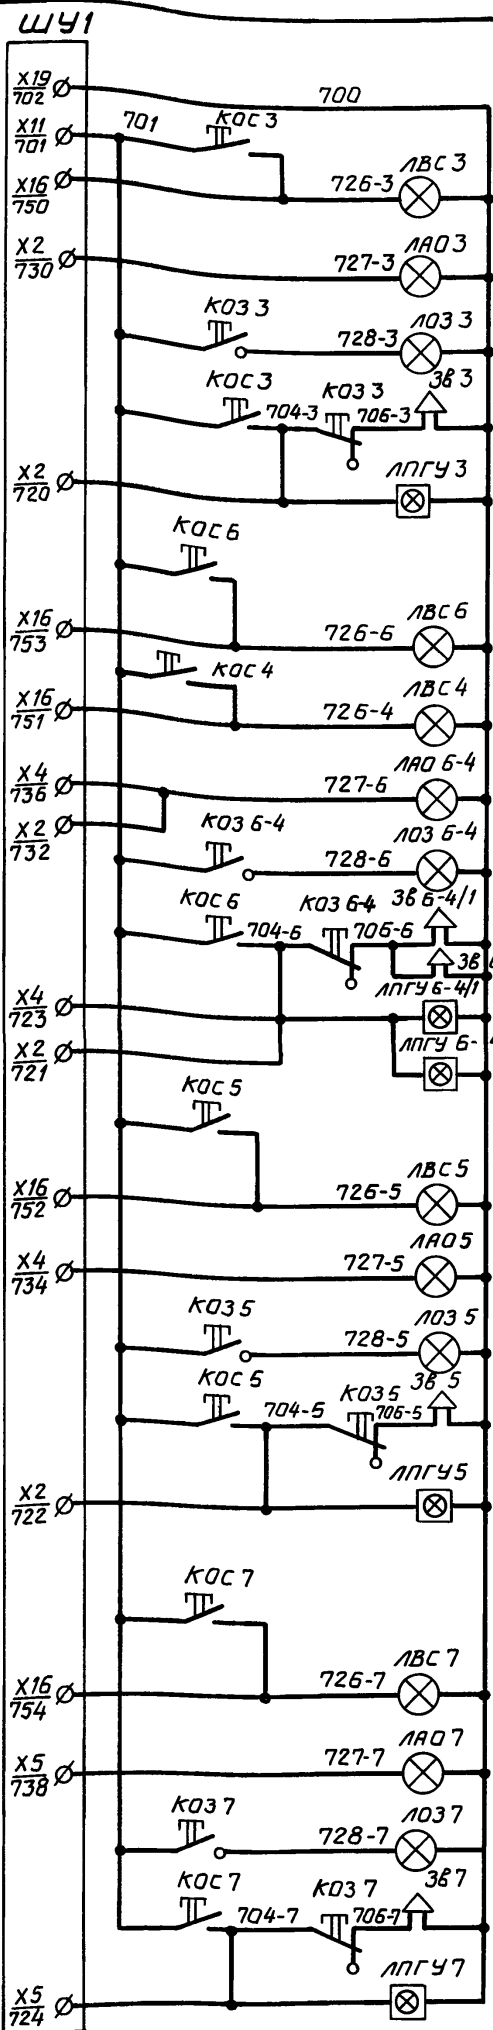 ШУ1
X19
702
700
X11
701
701
КОС 3
X16
750
726-3
ЛВС 3
X2
730
727-3
ЛАО 3
КОЗ 3
728-3
ЛОЗ 3
КОС 3
704-3
КОЗ 3
706-3
Зв 3
X2
720
ЛПГУ 3
КОС 6
X16
753
726-6
ЛВС 6
КОС 4
X16
751
726-4
ЛВС 4
X4
736
727-6
ЛАО 6-4
X2
732
КОЗ 6-4
728-6
ЛОЗ 6-4
КОС 6
704-6
КОЗ 6-4
706-6
Зв 6-4/1
Зв 6
X4
723
ЛПГУ 6-4/1
X2
721
ЛПГУ 6-4
КОС 5
X16
752
726-5
ЛВС 5
X4
734
727-5
ЛАО 5
КОЗ 5
728-5
ЛОЗ 5
КОС 5
704-5
КОЗ 5
706-5
Зв 5
X2
722
ЛПГУ 5
КОС 7
X16
754
726-7
ЛВС 7
X5
738
727-7
ЛАО 7
КОЗ 7
728-7
ЛОЗ 7
КОС 7
704-7
КОЗ 7
706-7
Зв 7
X5
724
ЛПГУ 7